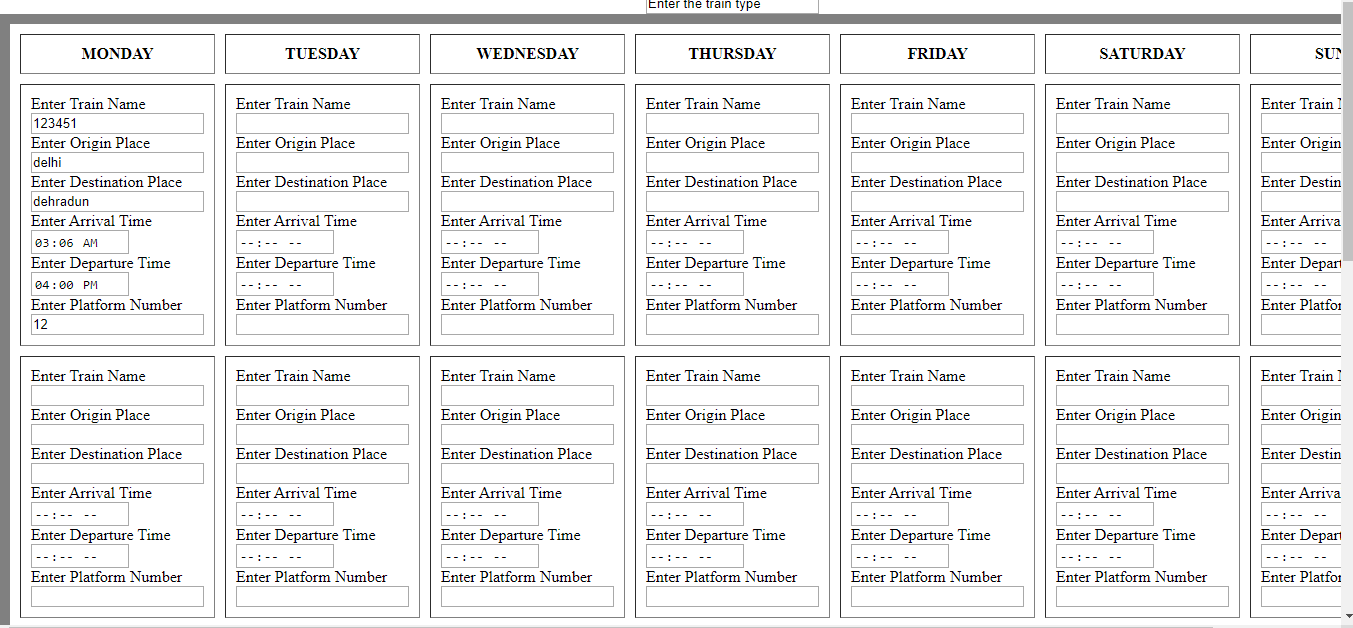 Enter the train type
MONDAY TUESDAY WEDNESDAY THURSDAY FRIDAY SATURDAY SUN
Enter Train Name Enter Train Name Enter Train Name Enter Train Name Enter Train Name Enter Train Name Enter Train
123451
Enter Origin Place Enter Origin Place Enter Origin Place Enter Origin Place Enter Origin Place Enter Origin Place Enter Origin
delhi
Enter Destination Place Enter Destination Place Enter Destination Place Enter Destination Place Enter Destination Place Enter Destination Place Enter Destin
dehradun
Enter Arrival Time Enter Arrival Time Enter Arrival Time Enter Arrival Time Enter Arrival Time Enter Arrival Time Enter Arriva
03:06 AM --:-- -- --:-- -- --:-- -- --:-- -- --:-- -- --:-- --
Enter Departure Time Enter Departure Time Enter Departure Time Enter Departure Time Enter Departure Time Enter Departure Time Enter Depart
04:00 PM --:-- -- --:-- -- --:-- -- --:-- -- --:-- -- --:-- --
Enter Platform Number Enter Platform Number Enter Platform Number Enter Platform Number Enter Platform Number Enter Platform Number Enter Platfor
12
Enter Train Name Enter Train Name Enter Train Name Enter Train Name Enter Train Name Enter Train Name Enter Train
Enter Origin Place Enter Origin Place Enter Origin Place Enter Origin Place Enter Origin Place Enter Origin Place Enter Origin
Enter Destination Place Enter Destination Place Enter Destination Place Enter Destination Place Enter Destination Place Enter Destination Place Enter Destin
Enter Arrival Time Enter Arrival Time Enter Arrival Time Enter Arrival Time Enter Arrival Time Enter Arrival Time Enter Arriva
--:-- -- --:-- -- --:-- -- --:-- -- --:-- -- --:-- -- --:-- --
Enter Departure Time Enter Departure Time Enter Departure Time Enter Departure Time Enter Departure Time Enter Departure Time Enter Depart
--:-- -- --:-- -- --:-- -- --:-- -- --:-- -- --:-- -- --:-- --
Enter Platform Number Enter Platform Number Enter Platform Number Enter Platform Number Enter Platform Number Enter Platform Number Enter Platfor